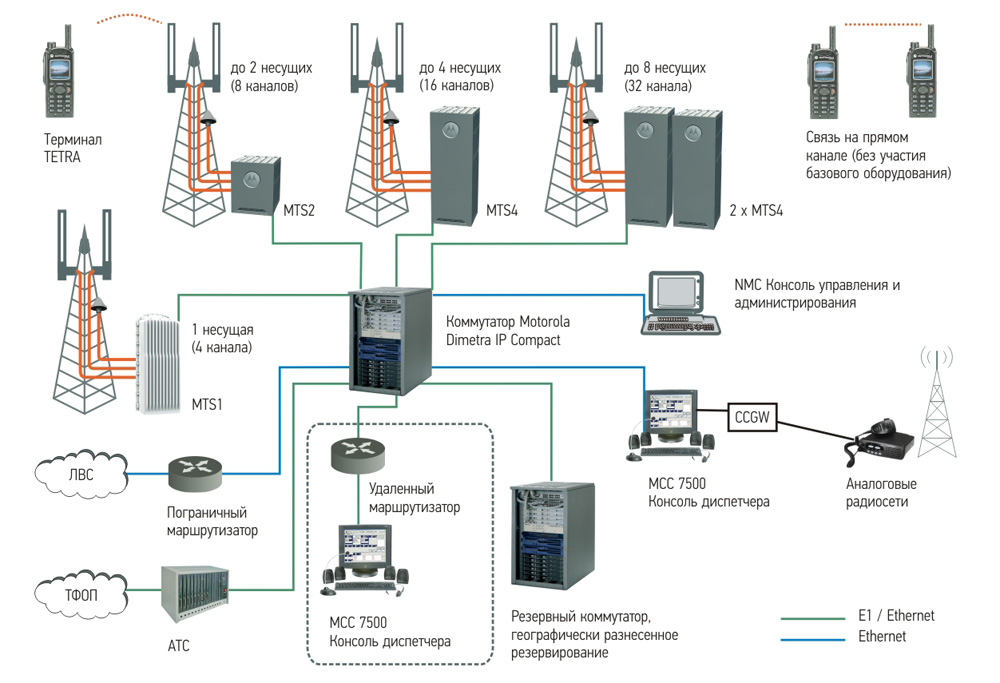 Терминал
TETRA
до 2 несущих
(8 каналов)
MTS2
до 4 несущих
(16 каналов)
MTS4
до 8 несущих
(32 канала)
2 x MTS4
Связь на прямом
канале (без участия
базового оборудования)
1 несущая
(4 канала)
MTS1
Коммутатор Motorola
Dimetra IP Compact
NMC Консоль управления и
администрирования
CCGW
MCC 7500
Консоль диспетчера
Аналоговые
радиосети
ЛВС
Пограничный
маршрутизатор
Удаленный
маршрутизатор
MCC 7500
Консоль диспетчера
ТФОП
АТС
Резервный коммутатор,
географически разнесенное
резервирование
E1 / Ethernet
Ethernet